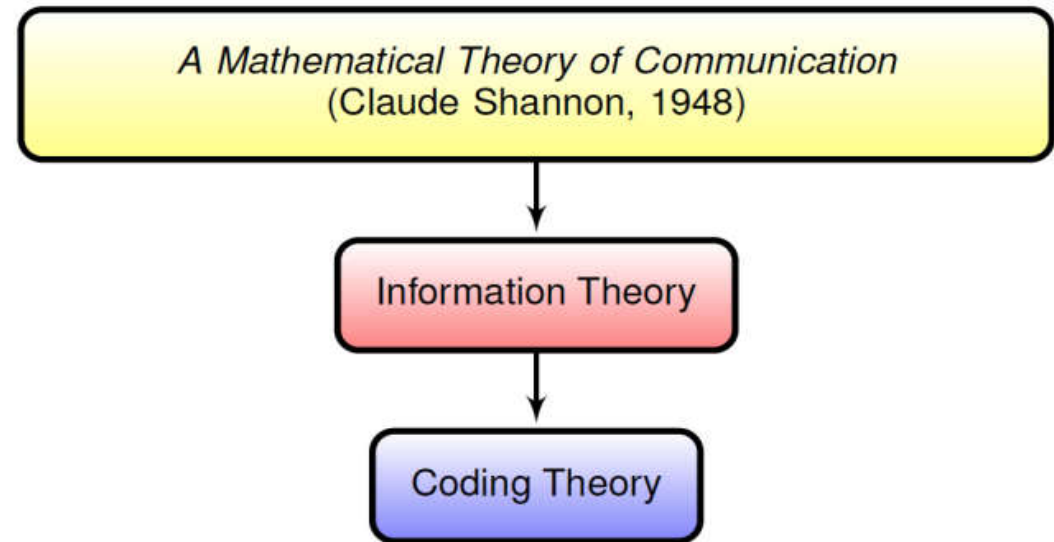 A Mathematical Theory of Communication
(Claude Shannon, 1948)
Information Theory
Coding Theory